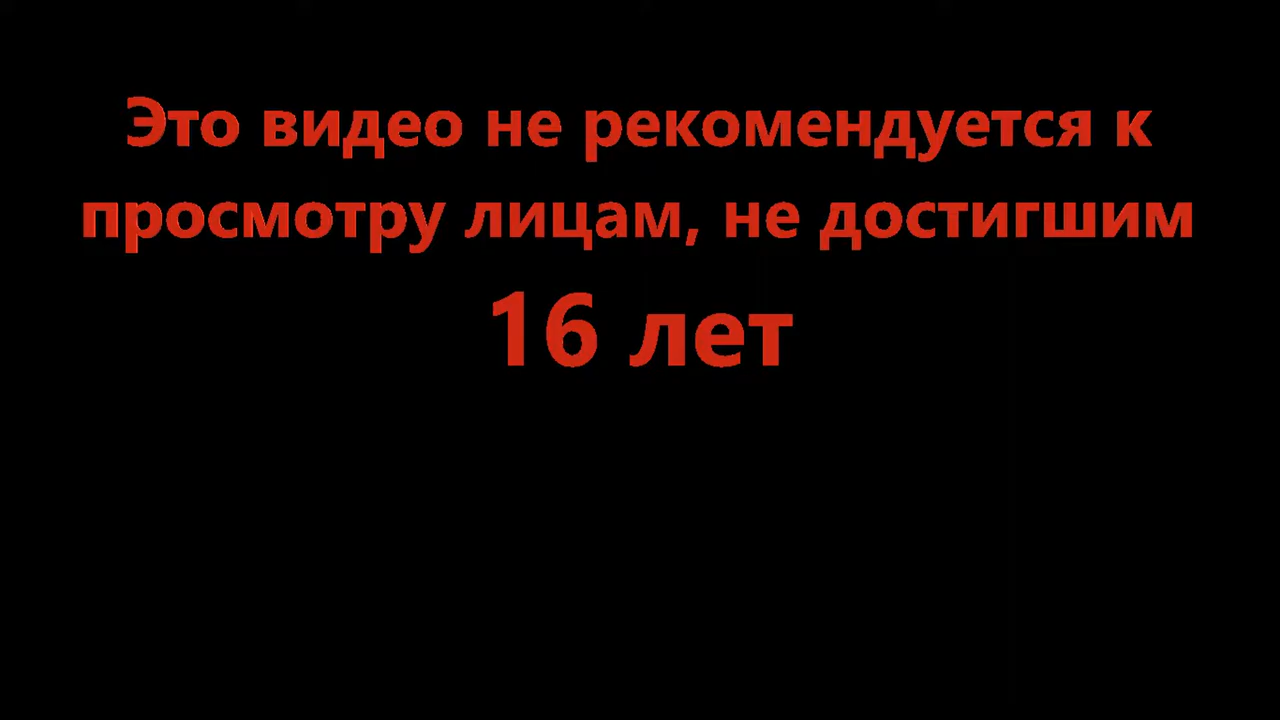 Это видео не рекомендуется к
просмотру лицам, не достигшим
16 лет